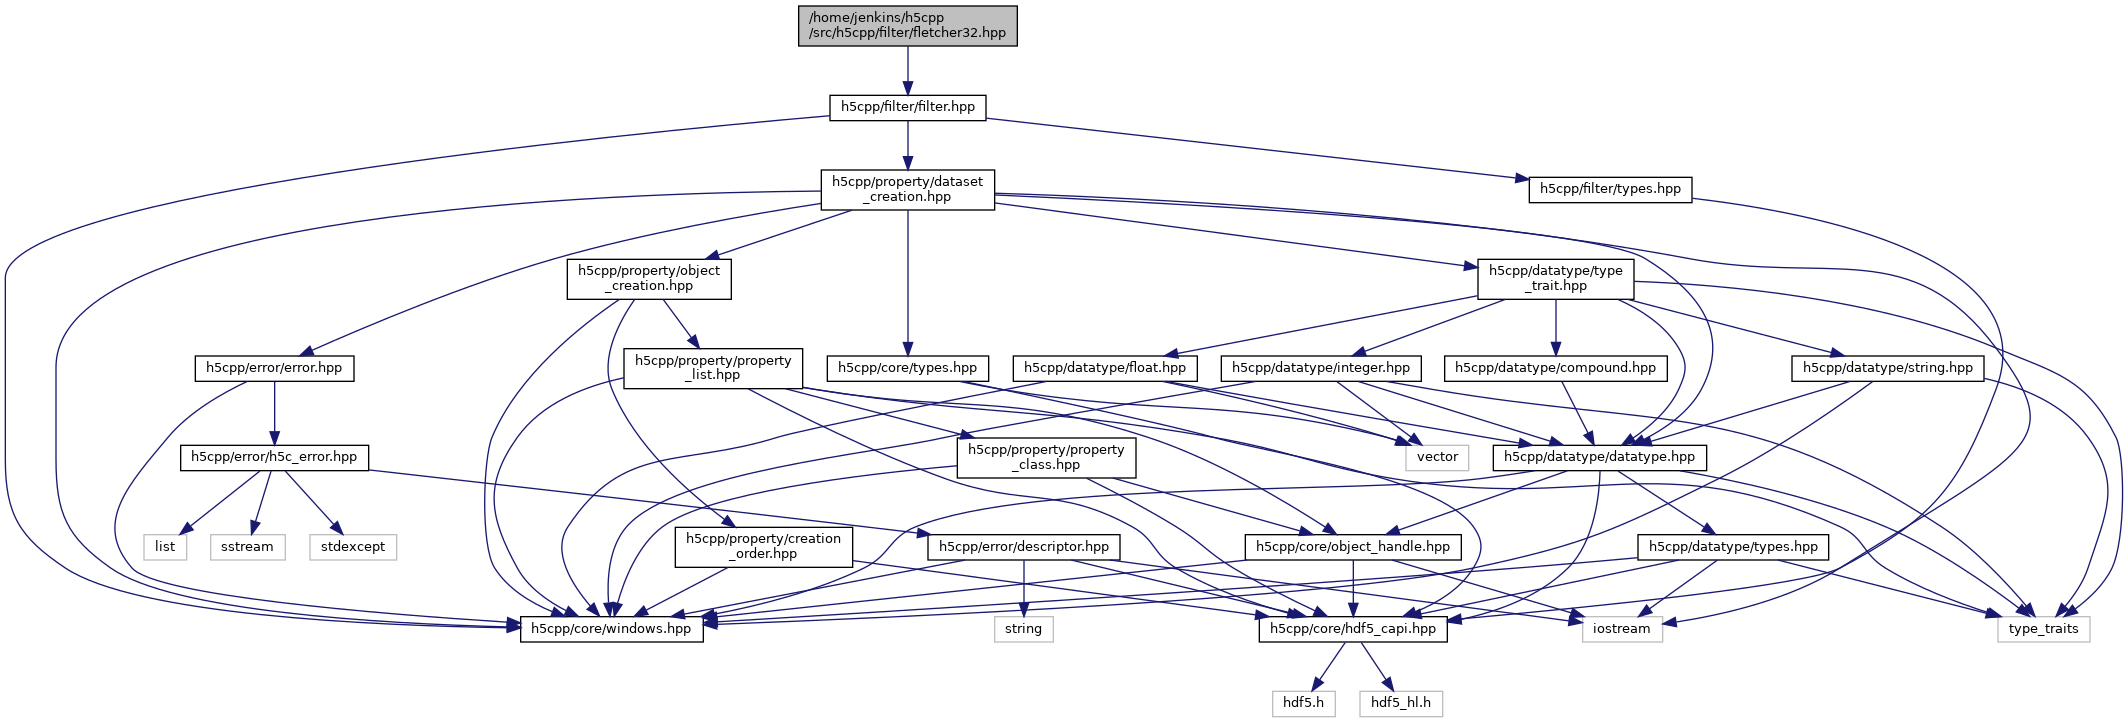 /home/jenkins/h5cpp
/src/h5cpp/filter/fletcher32.hpp
h5cpp/filter/filter.hpp
h5cpp/property/dataset
_creation.hpp
h5cpp/filter/types.hpp
h5cpp/property/object
_creation.hpp
h5cpp/datatype/type
_trait.hpp
h5cpp/error/error.hpp
h5cpp/property/property
_list.hpp
h5cpp/core/types.hpp
h5cpp/datatype/float.hpp
h5cpp/datatype/integer.hpp
h5cpp/datatype/compound.hpp
h5cpp/datatype/string.hpp
h5cpp/error/h5c_error.hpp
h5cpp/property/property
_class.hpp
vector
h5cpp/datatype/datatype.hpp
list
sstream
stdexcept
h5cpp/property/creation
_order.hpp
h5cpp/error/descriptor.hpp
h5cpp/core/object_handle.hpp
h5cpp/datatype/types.hpp
h5cpp/core/windows.hpp
string
h5cpp/core/hdf5_capi.hpp
iostream
type_traits
hdf5.h
hdf5_hl.h